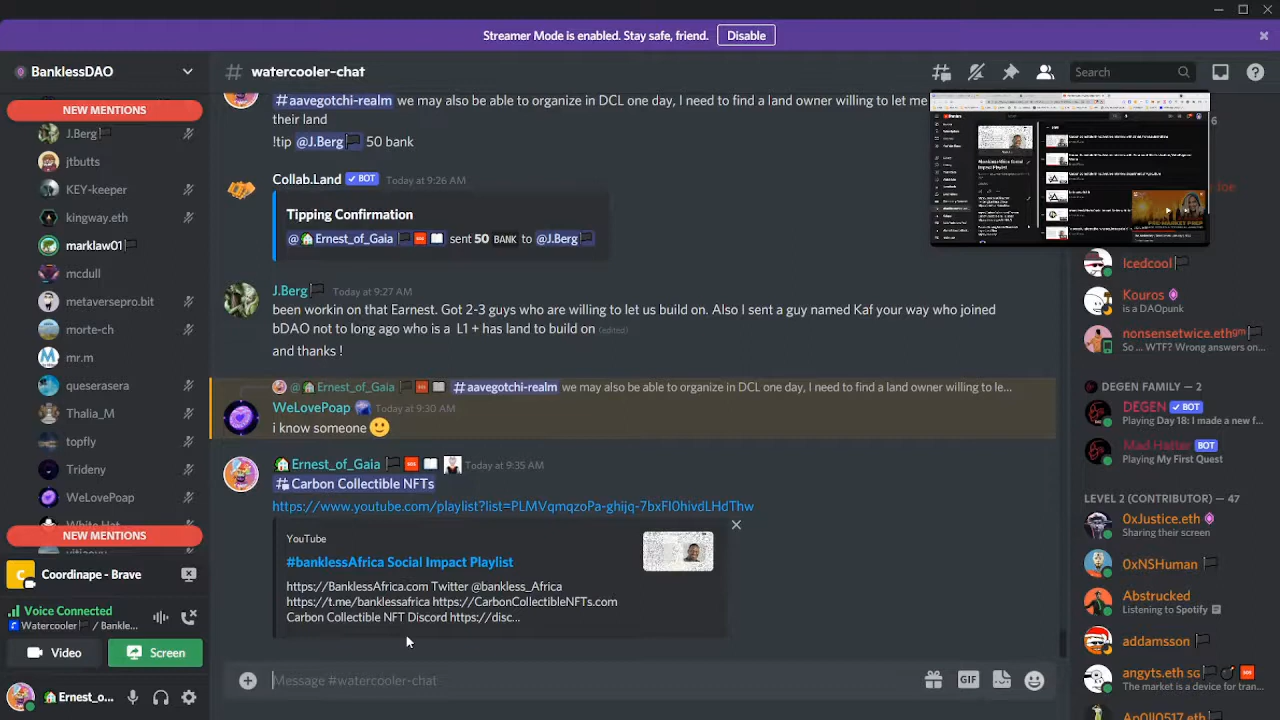 Streamer Mode is enabled. Stay safe, friend.
Disable
BanklessDAO
# watercooler-chat
Search
NEW MENTIONS
J.Berg
jtbutts
KEY-keeper
kingway.eth
marklaw01
mcdull
metaversepro.bit
morte-ch
mr.m
queserasera
Thalia_M
topfly
Trideny
WeLovePoap
White Hat
NEW MENTIONS
Coordinape - Brave
Voice Connected
Watercooler / Bankle...
Video
Screen
Ernest_o...
#aavegotchi-realm we may also be able to organize in DCL one day, I need to find a land owner willing to let me
!tip @J.Berg 50 bank
BOT Today at 9:26 AM
Tipping Confirmation
@Ernest_of_Gaia SOS sent 50 BANK to @J.Berg
J.Berg Today at 9:27 AM
been workin on that Earnest. Got 2-3 guys who are willing to let us build on. Also I sent a guy named Kaf your way who joined
bDAO not to long ago who is a L1 + has land to build on (edited)
and thanks !
@Ernest_of_Gaia SOS #aavegotchi-realm we may also be able to organize in DCL one day, I need to find a land owner willing to le...
WeLovePoap Today at 9:30 AM
i know someone
Ernest_of_Gaia SOS Today at 9:35 AM
Carbon Collectible NFTs
https://www.youtube.com/playlist?list=PLMVqmqzoPa-ghijq-7bxFI0hivdLHdThw
YouTube
#banklessAfrica Social Impact Playlist
https://BanklessAfrica.com Twitter @bankless_Africa
https://t.me/banklessafrica https://CarbonCollectibleNFTs.com
Carbon Collectible NFT Discord https://disc...
Message #watercooler-chat
GIF
Icedcool
Kouros
is a DAOpunk
nonsensetwice.eth gm
So ... WTF? Wrong answers on...
DEGEN FAMILY — 2
DEGEN BOT
Playing Day 18: I made a new f...
Mad Hatter BOT
Playing My First Quest
LEVEL 2 (CONTRIBUTOR) — 47
0xJustice.eth
Sharing their screen
0xNSHuman
Abstrucked
Listening to Spotify
addamsson
angyts.eth sg SOS
The market is a device for tran...
Ap0ll0517.eth